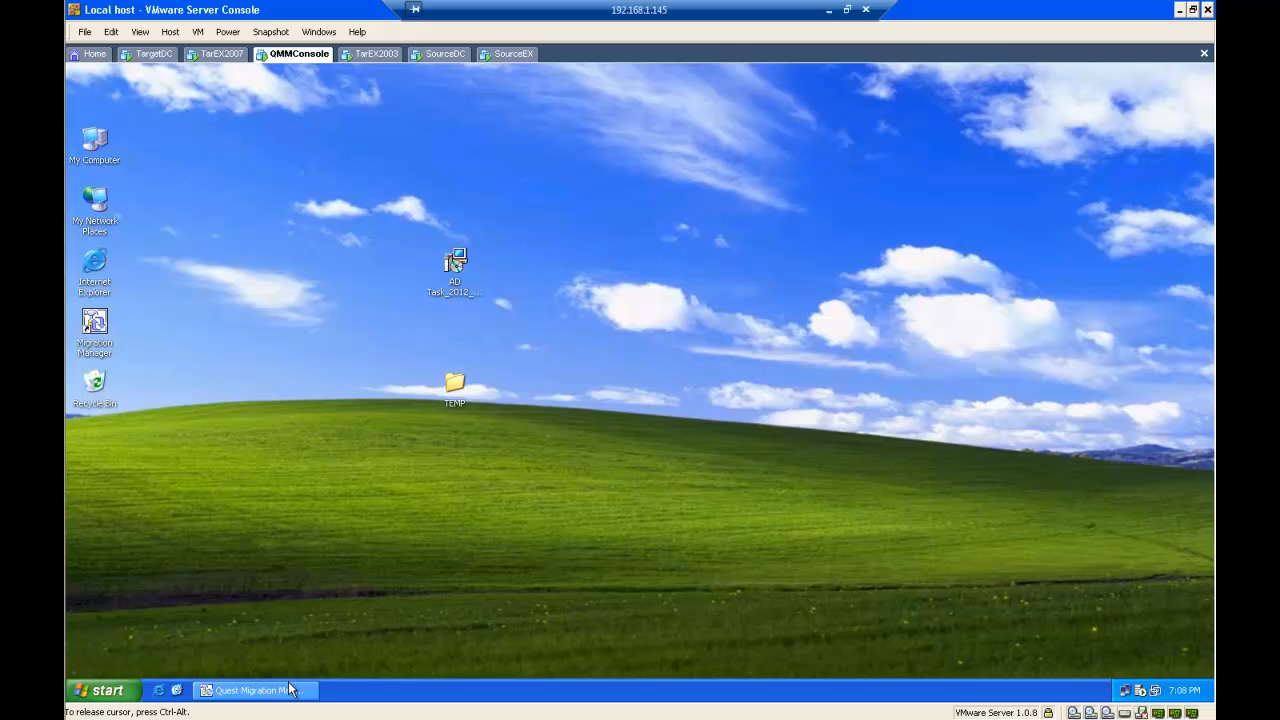 Local host - VMware Server Console
192.168.1.145
File Edit View Host VM Power Snapshot Windows Help
Home TargetDC TarEX2007 QMMConsole TarEX2003 SourceDC SourceEX
My Computer
My Network
Places
Internet
Explorer
Migration
Manager
Recycle Bin
AD
Task_2012_...
TEMP
start
Quest Migration M...
7:08 PM
To release cursor, press Ctrl-Alt.
VMware Server 1.0.8